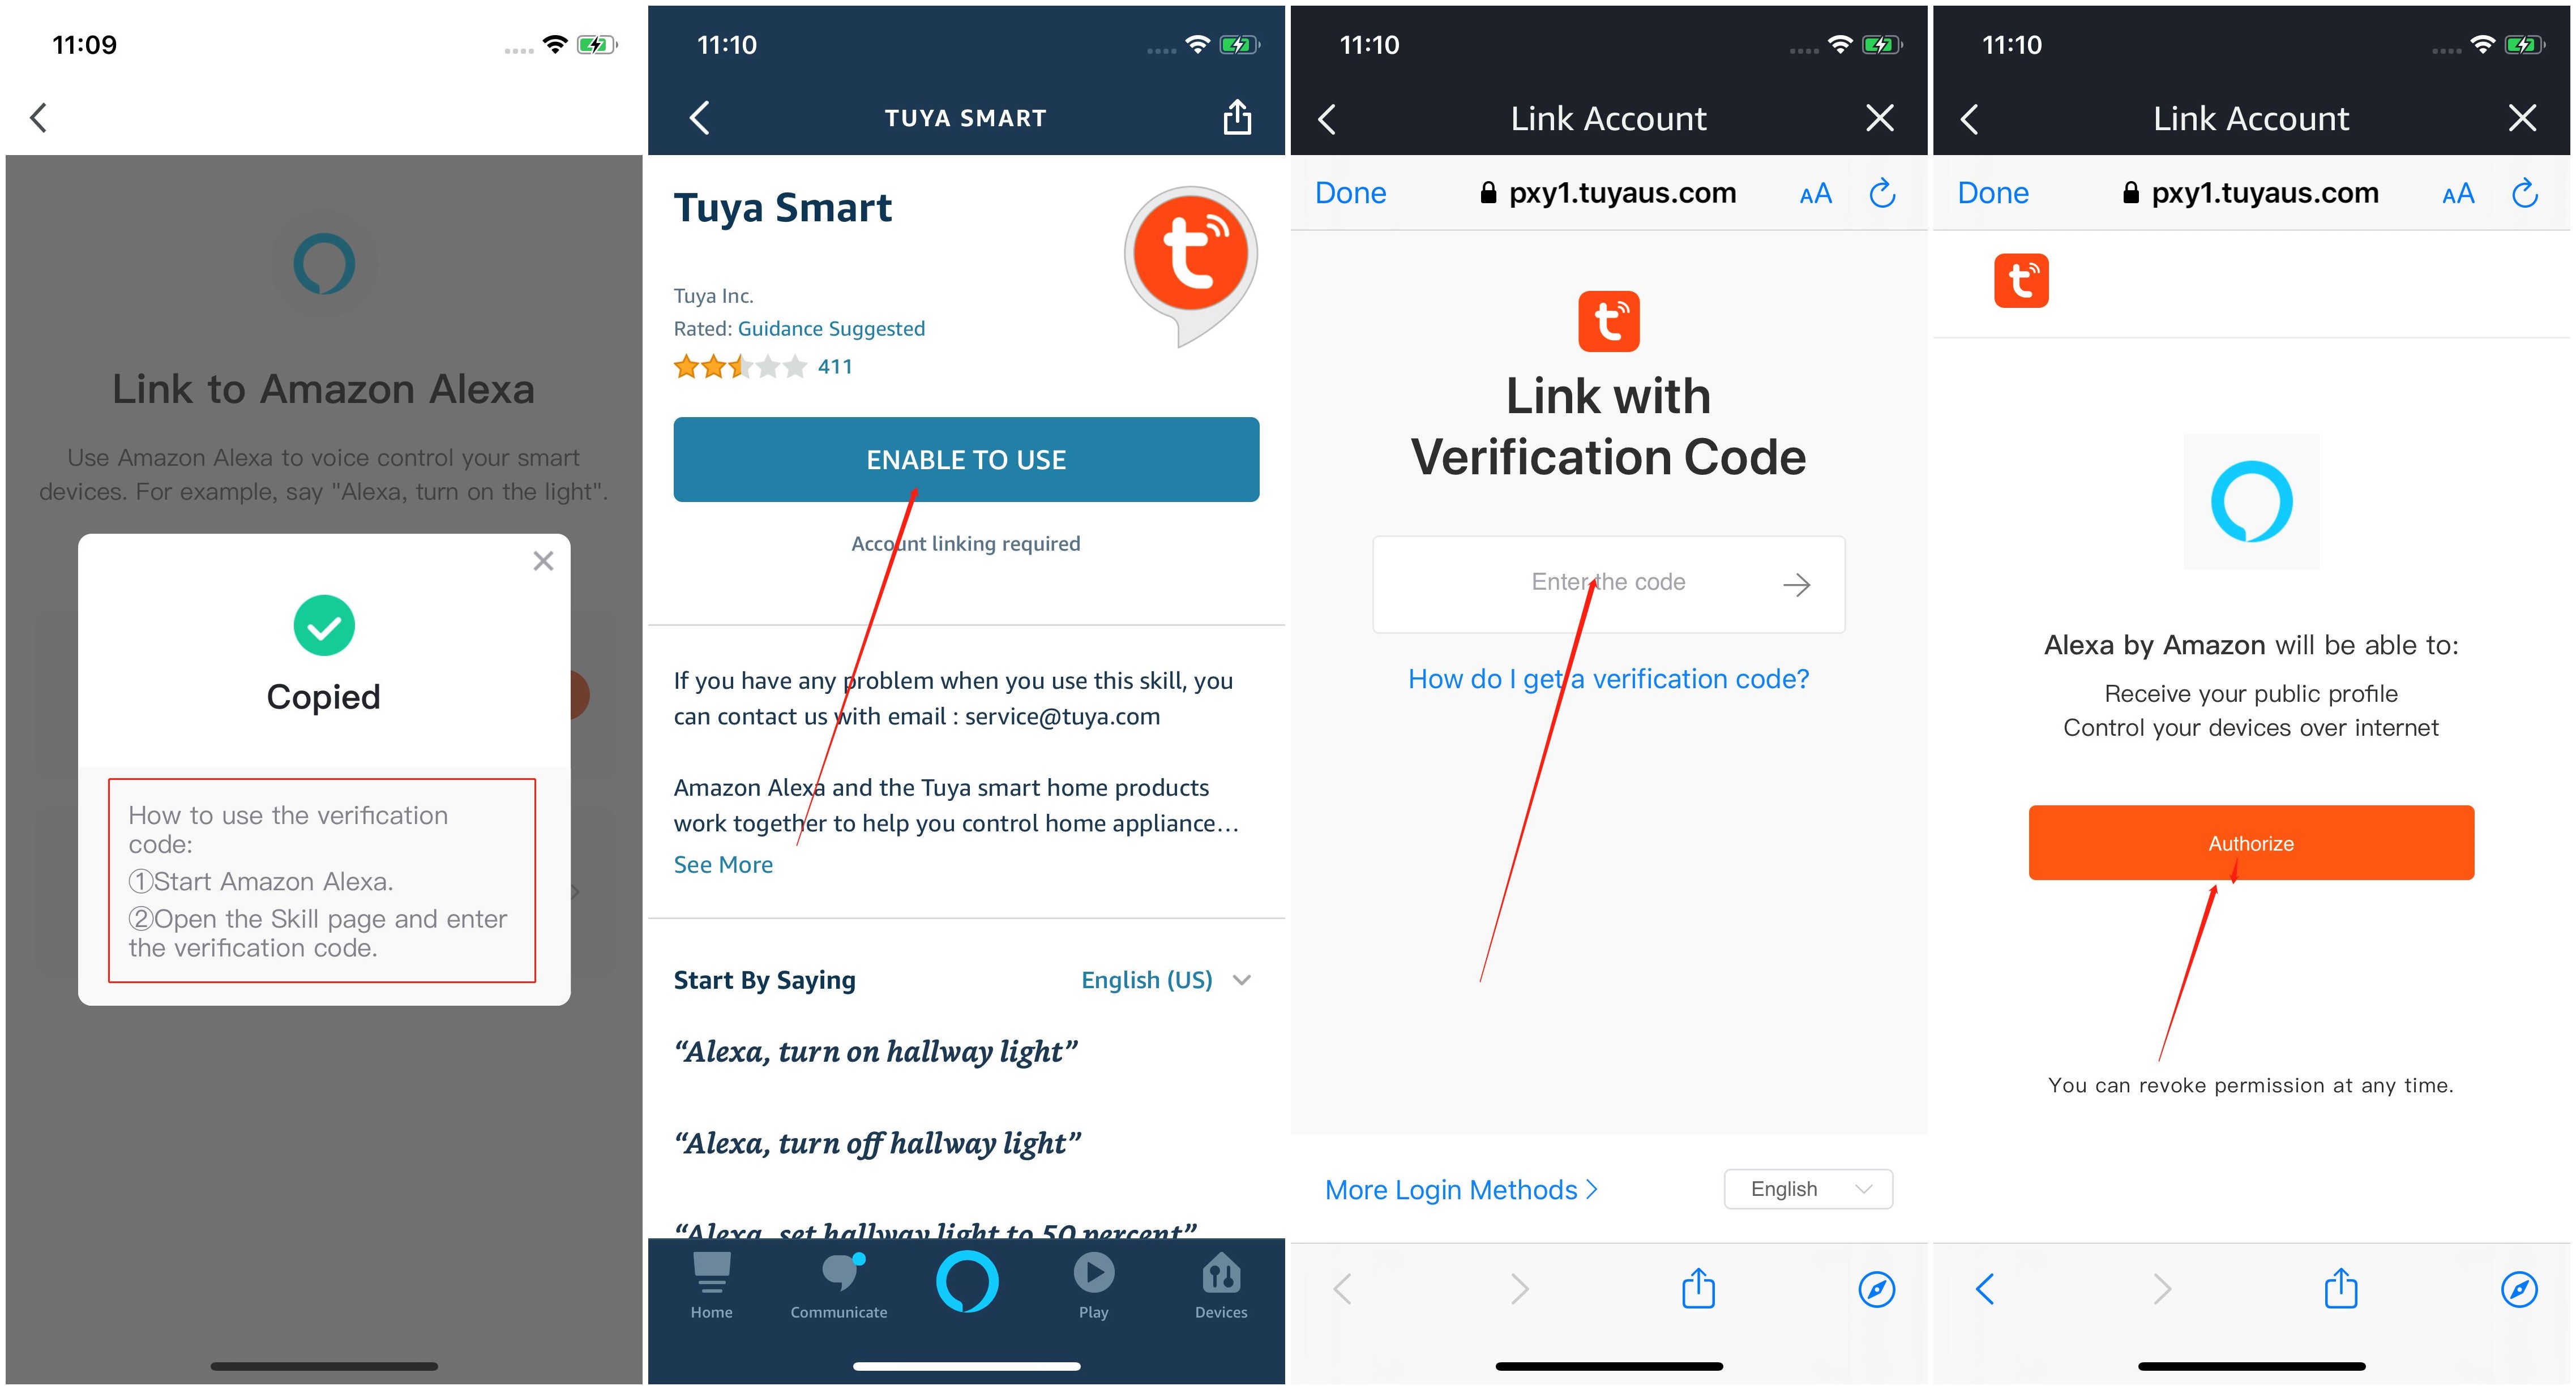 11:09
Link to Amazon Alexa
Use Amazon Alexa to voice control your smart
devices. For example, say "Alexa, turn on the light".
Copied
How to use the verification
code:
①Start Amazon Alexa.
②Open the Skill page and enter
the verification code.
11:10
TUYA SMART
Tuya Smart
Tuya Inc.
Rated: Guidance Suggested
411
ENABLE TO USE
Account linking required
If you have any problem when you use this skill, you
can contact us with email : service@tuya.com
Amazon Alexa and the Tuya smart home products
work together to help you control home appliance...
See More
Start By Saying English (US)
“Alexa, turn on hallway light”
“Alexa, turn off hallway light”
“Alexa, set hallway light to 50 percent”
Home Communicate Play Devices
11:10
Link Account
Done pxy1.tuyaus.com AA
Link with
Verification Code
Enter the code
How do I get a verification code?
More Login Methods
English
11:10
Link Account
Done pxy1.tuyaus.com AA
Alexa by Amazon will be able to:
Receive your public profile
Control your devices over internet
Authorize
You can revoke permission at any time.